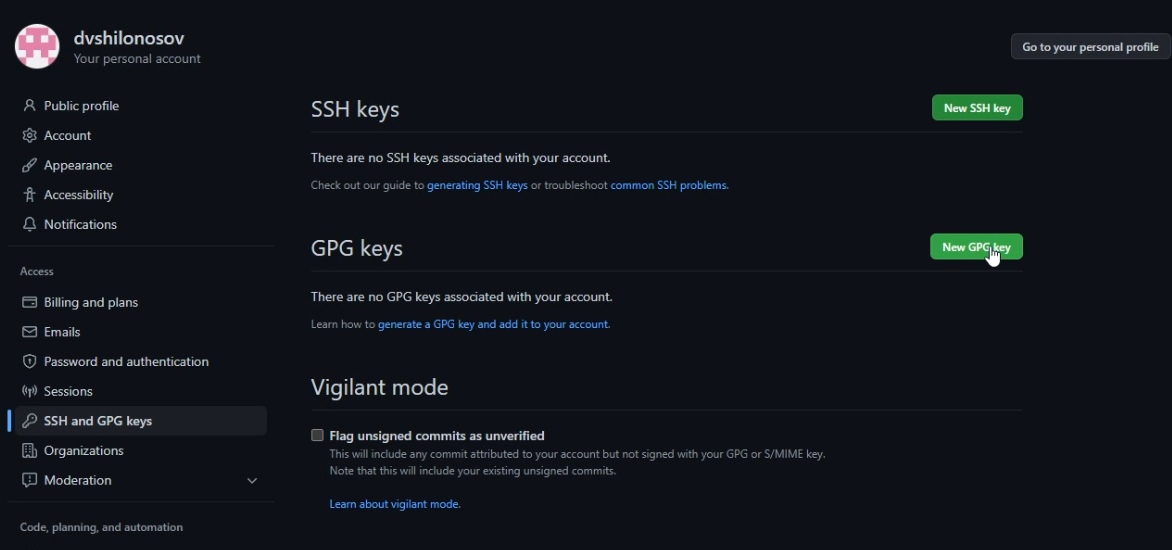 dvshilonosov
Your personal account
Go to your personal profile
Public profile
Account
Appearance
Accessibility
Notifications
Access
Billing and plans
Emails
Password and authentication
Sessions
SSH and GPG keys
Organizations
Moderation
Code, planning, and automation
SSH keys
New SSH key
There are no SSH keys associated with your account.
Check out our guide to generating SSH keys or troubleshoot common SSH problems.
GPG keys
New GPG key
There are no GPG keys associated with your account.
Learn how to generate a GPG key and add it to your account.
Vigilant mode
Flag unsigned commits as unverified
This will include any commit attributed to your account but not signed with your GPG or S/MIME key.
Note that this will include your existing unsigned commits.
Learn about vigilant mode.